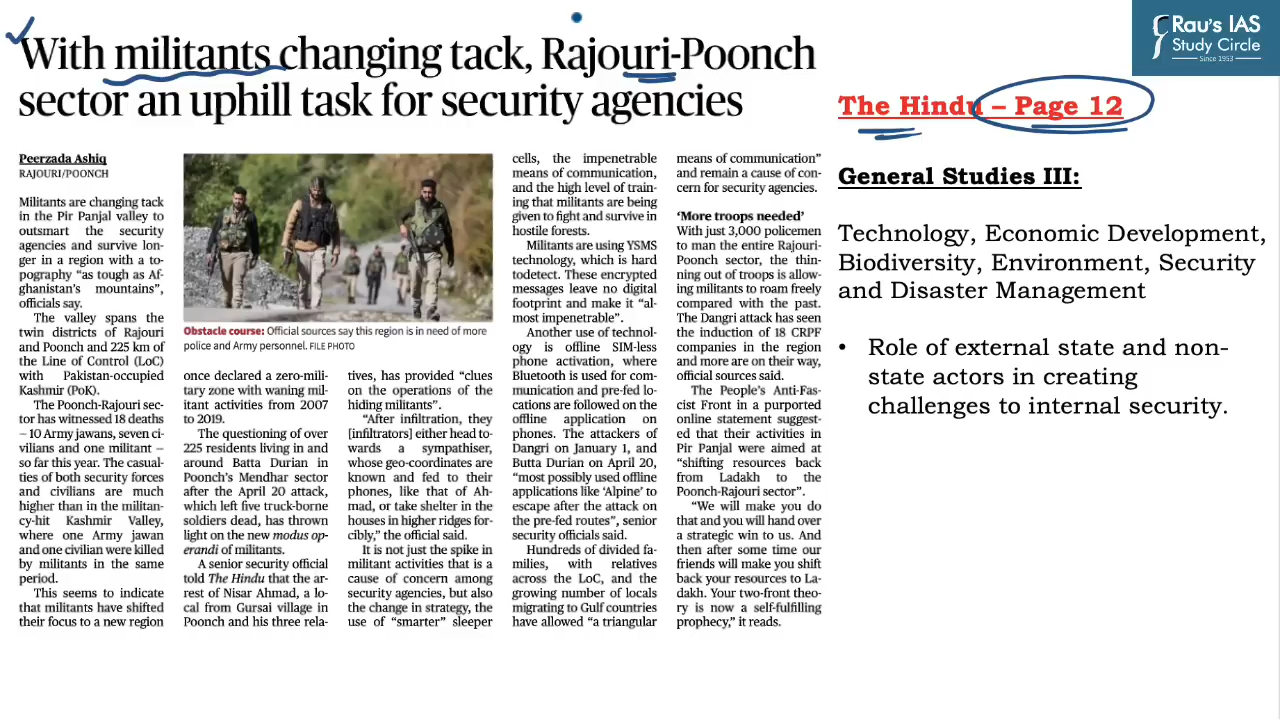 With militants changing tack, Rajouri-Poonch
sector an uphill task for security agencies
Peerzada Ashiq
RAJOURI/POONCH
Militants are changing tack
in the Pir Panjal valley to
outsmart the security
agencies and survive lon-
ger in a region with a to-
pography “as tough as Af-
ghanistan’s mountains”,
officials say.
The valley spans the
twin districts of Rajouri
and Poonch and 225 km of
the Line of Control (LoC)
with Pakistan-occupied
Kashmir (PoK).
The Poonch-Rajouri sec-
tor has witnessed 18 deaths
– 10 Army jawans, seven ci-
vilians and one militant –
so far this year. The casual-
ties of both security forces
and civilians are much
higher than in the militan-
cy-hit Kashmir Valley,
where one Army jawan
and one civilian were killed
by militants in the same
period.
This seems to indicate
that militants have shifted
their focus to a new region
Obstacle course: Official sources say this region is in need of more
police and Army personnel. FILE PHOTO
once declared a zero-mili-
tary zone with waning mil-
itant activities from 2007
to 2019.
The questioning of over
225 residents living in and
around Batta Durian in
Poonch’s Mendhar sector
after the April 20 attack,
which left five truck-borne
soldiers dead, has thrown
light on the new modus op-
erandi of militants.
A senior security official
told The Hindu that the ar-
rest of Nisar Ahmad, a lo-
cal from Gursai village in
Poonch and his three rela-
tives, has provided “clues
on the operations of the
hiding militants”.
“After infiltration, they
[infiltrators] either head to-
wards a sympathiser,
whose geo-coordinates are
known and fed to their
phones, like that of Ah-
mad, or take shelter in the
houses in higher ridges for-
cibly,” the official said.
It is not just the spike in
militant activities that is a
cause of concern among
security agencies, but also
the change in strategy, the
use of “smarter” sleeper
cells, the impenetrable
means of communication,
and the high level of train-
ing that militants are being
given to fight and survive in
hostile forests.
Militants are using YSMS
technology, which is hard
todetect. These encrypted
messages leave no digital
footprint and make it “al-
most impenetrable”.
Another use of technol-
ogy is offline SIM-less
phone activation, where
Bluetooth is used for com-
munication and pre-fed lo-
cations are followed on the
offline application on
phones. The attackers of
Dangri on January 1, and
Butta Durian on April 20,
“most possibly used offline
applications like ‘Alpine’ to
escape after the attack on
the pre-fed routes”, senior
security officials said.
Hundreds of divided fa-
milies, with relatives
across the LoC, and the
growing number of locals
migrating to Gulf countries
have allowed “a triangular
means of communication”
and remain a cause of con-
cern for security agencies.
‘More troops needed’
With just 3,000 policemen
to man the entire Rajouri-
Poonch sector, the thin-
ning out of troops is allow-
ing militants to roam freely
compared with the past.
The Dangri attack has seen
the induction of 18 CRPF
companies in the region
and more are on their way,
official sources said.
The People’s Anti-Fas-
cist Front in a purported
online statement suggest-
ed that their activities in
Pir Panjal were aimed at
“shifting resources back
from Ladakh to the
Poonch-Rajouri sector”.
“We will make you do
that and you will hand over
a strategic win to us. And
then after some time our
friends will make you shift
back your resources to La-
dakh. Your two-front theo-
ry is now a self-fulfilling
prophecy,” it reads.
Rau's IAS
Study Circle
Since 1953
The Hindu – Page 12
General Studies III:
Technology, Economic Development,
Biodiversity, Environment, Security
and Disaster Management
• Role of external state and non-
state actors in creating
challenges to internal security.